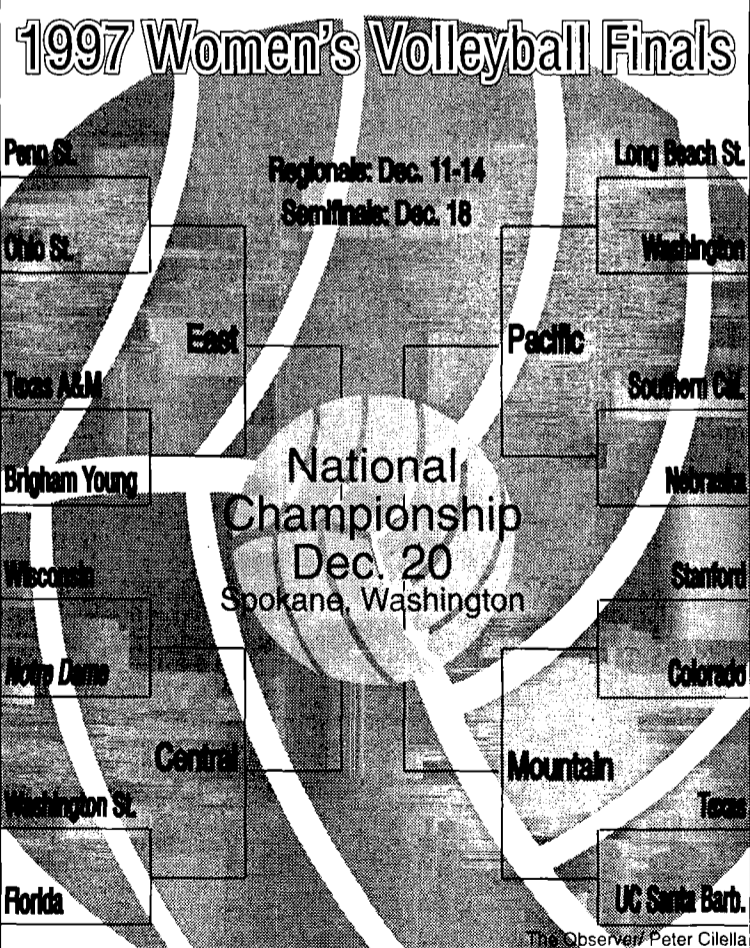 1997 Women's Volleyball Finals
Regionals: Dec. 11-14
Semifinals: Dec. 18
Penn St.
Ohio St.
East
Texas A&M
Brigham Young
Wisconsin
Notre Dame
Central
Washington St.
Florida
National
Championship
Dec. 20
Spokane, Washington
Long Beach St.
Washington
Pacific
Southern Cal.
Nebraska
Stanford
Colorado
Mountain
Texas
UC Santa Barb.
The Observer/ Peter Cilella